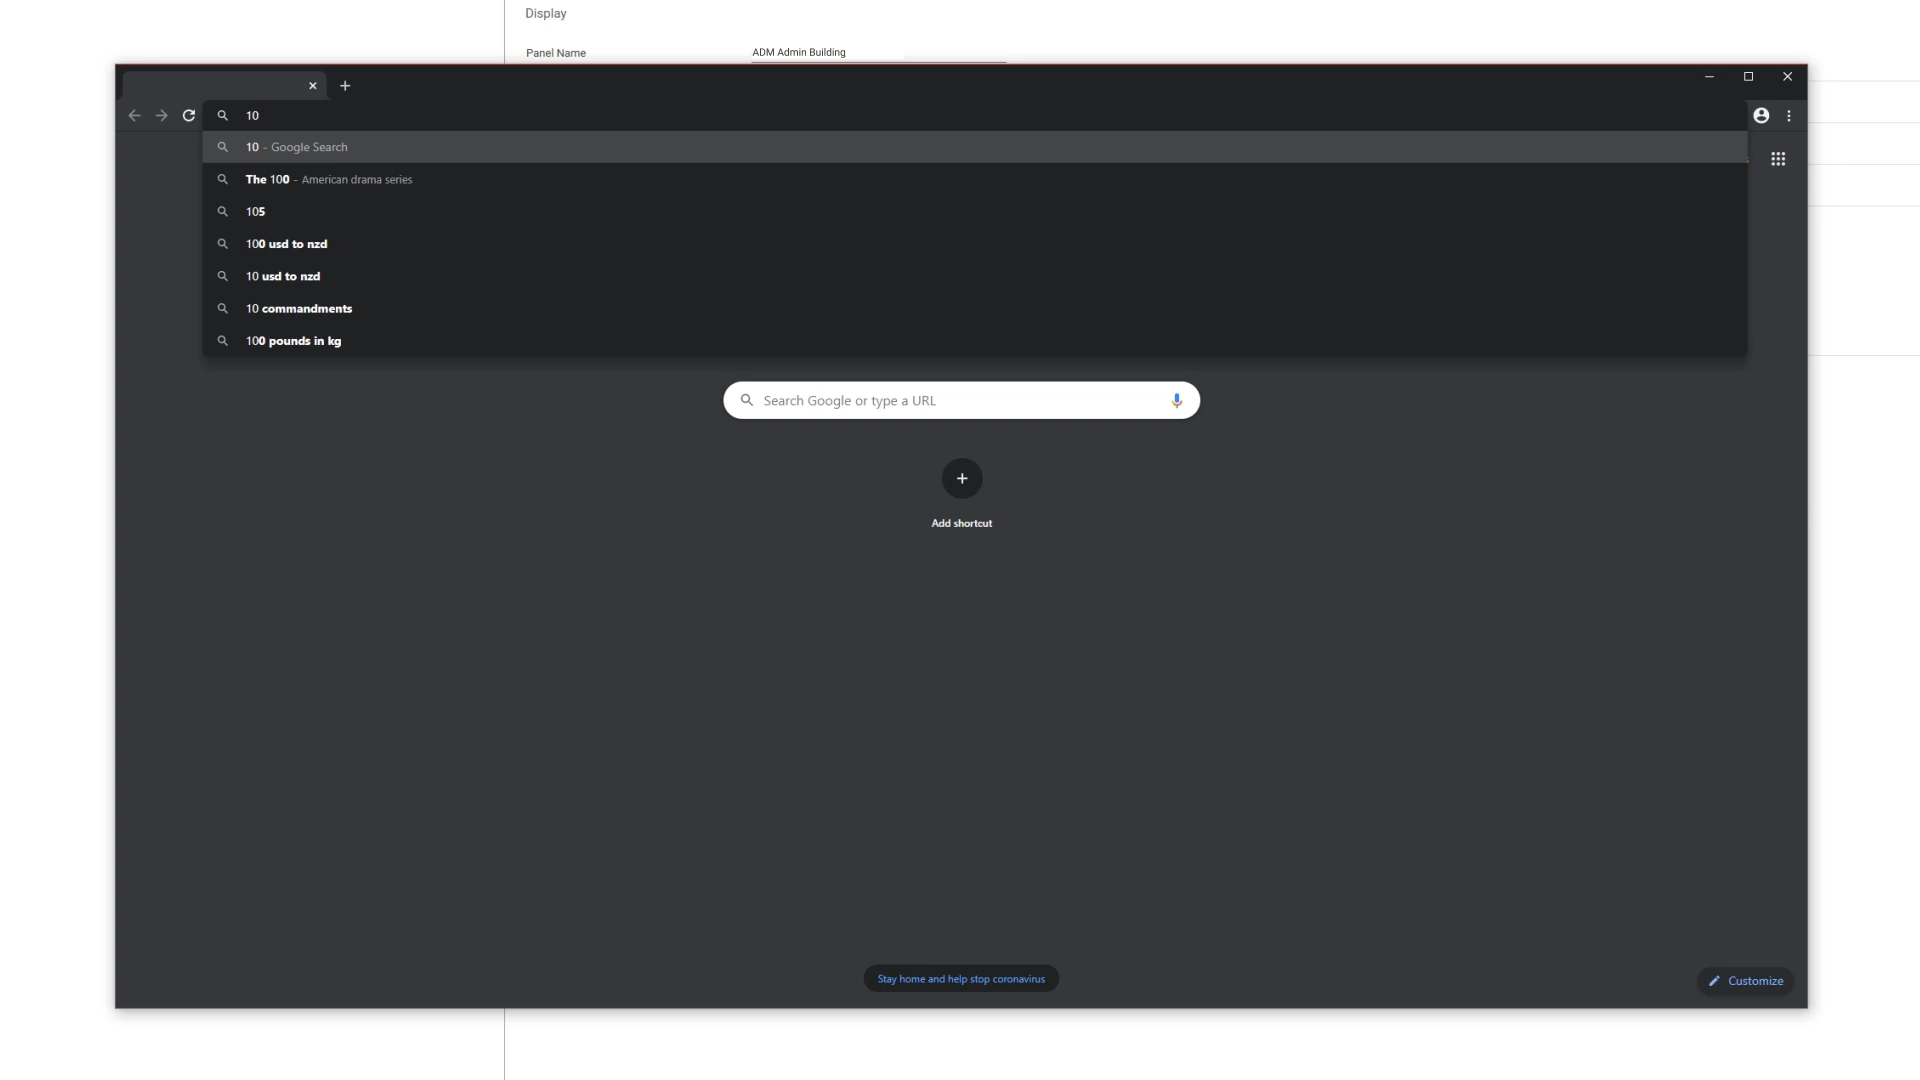 Display
Panel Name ADM Admin Building
10
10 - Google Search
The 100 - American drama series
105
100 usd to nzd
10 usd to nzd
10 commandments
100 pounds in kg
Search Google or type a URL
Add shortcut
Stay home and help stop coronavirus
Customize